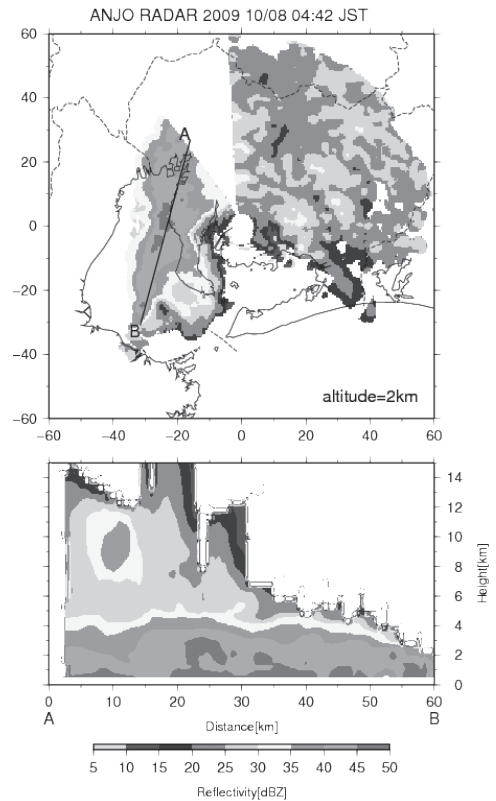 ANJO RADAR 2009 10/08 04:42 JST
60
40
20
0
−20
−40
−60
A
B
altitude=2km
−60 −40 −20 0 20 40 60
14
12
10
8
6
4
2
0
Height[km]
0 10 20 30 40 50 60
A B
Distance[km]
5 10 15 20 25 30 35 40 45 50
Reflectivity[dBZ]